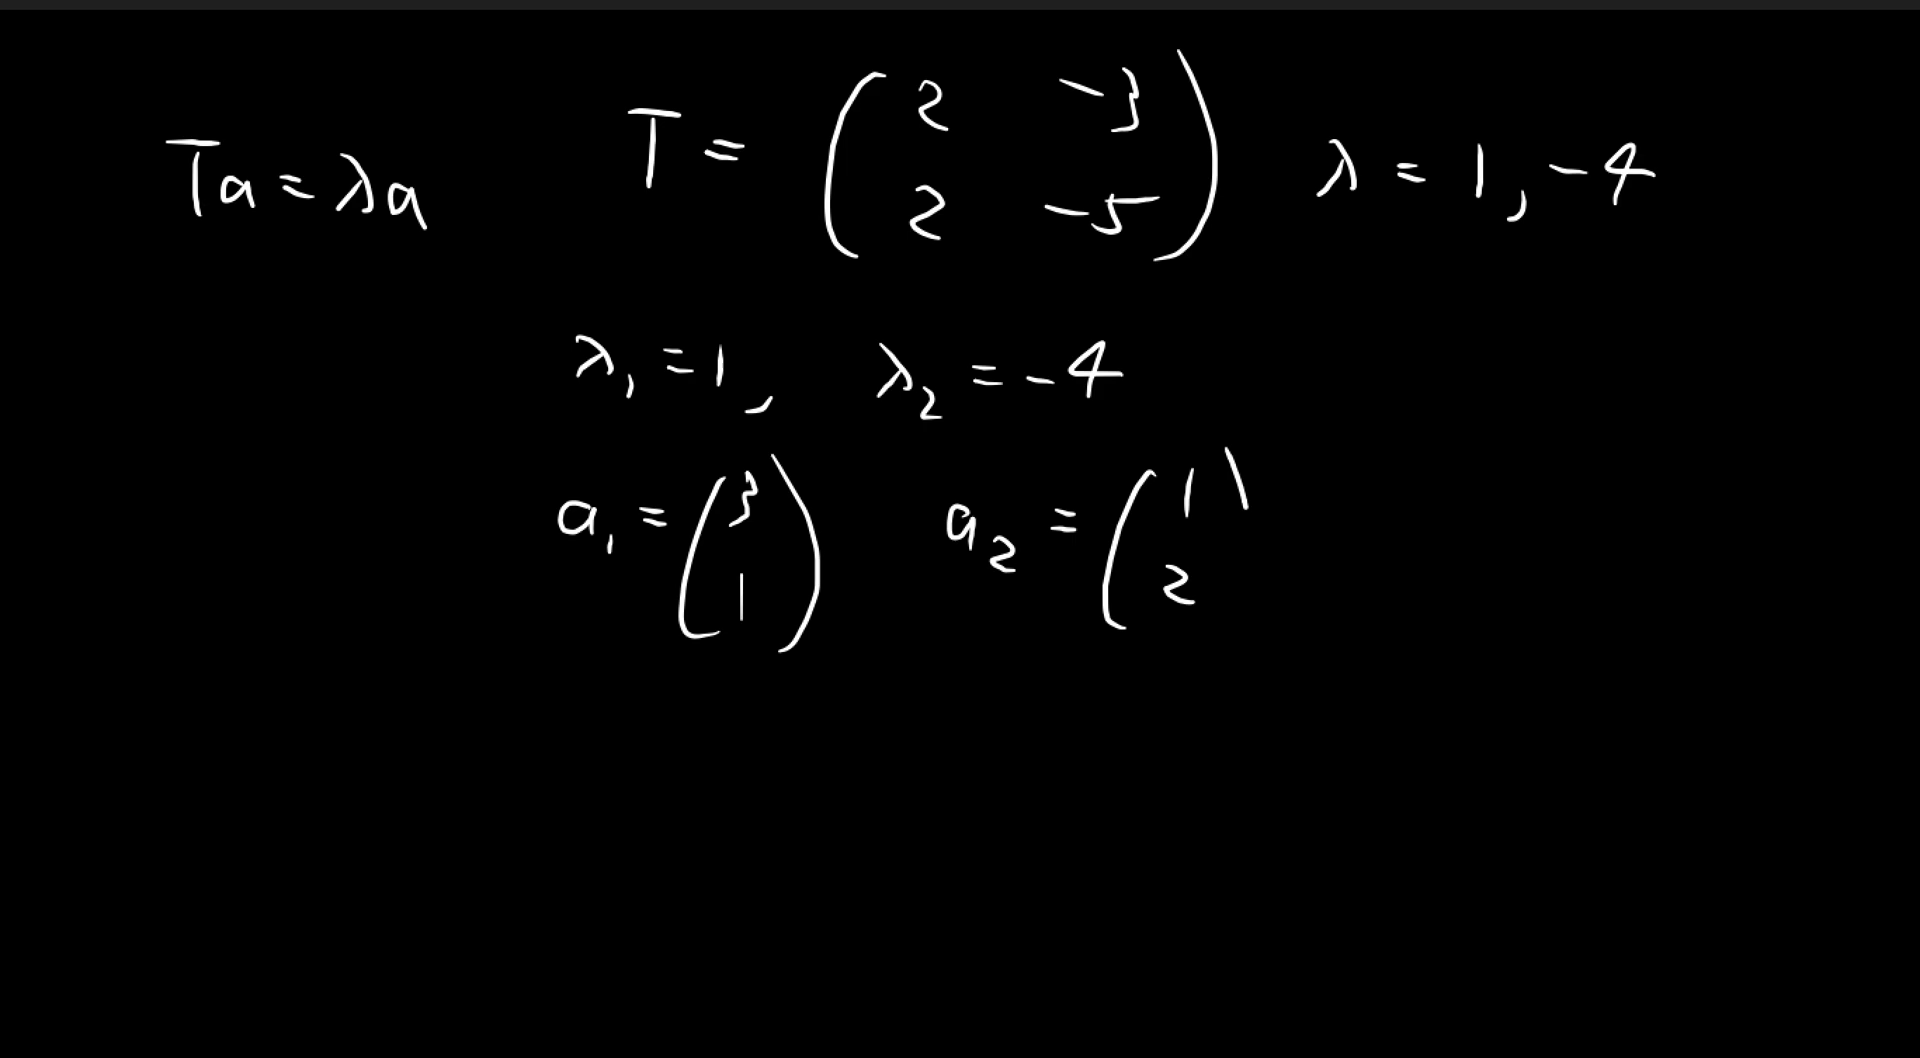 Ta = λa T = ( 2 -3 ; 2 -5 ) λ = 1, -4
λ₁ = 1, λ₂ = -4
a₁ = ( 3 ; 1 ) a₂ = ( 1 ; 2